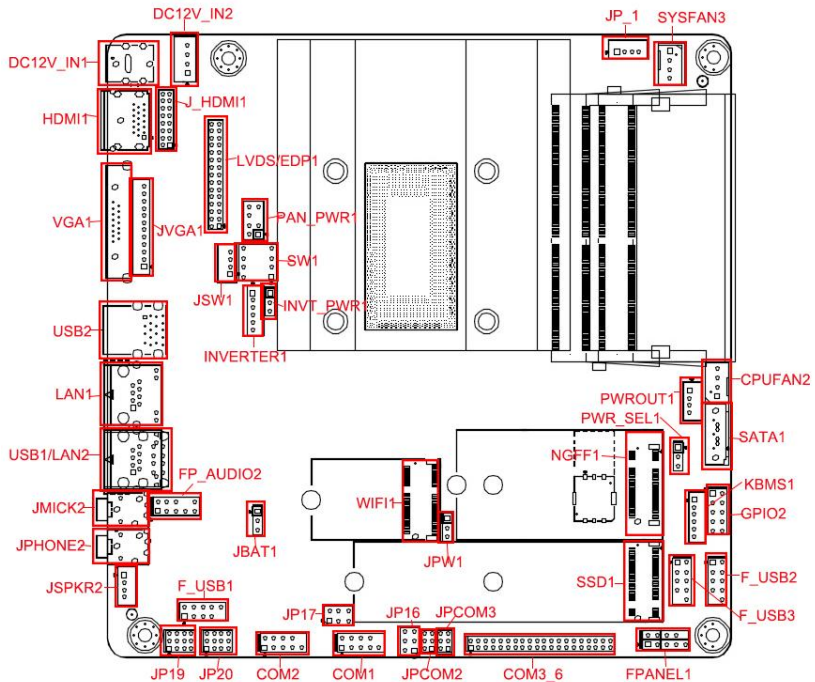 DC12V_IN2
JP_1
SYSFAN3
DC12V_IN1
J_HDMI1
HDMI1
LVDS/EDP1
VGA1
JVGA1
PAN_PWR1
SW1
JSW1
INVT_PWR1
USB2
INVERTER1
LAN1
CPUFAN2
PWROUT1
PWR_SEL1
SATA1
USB1/LAN2
NGFF1
FP_AUDIO2
KBMS1
WIFI1
JMICK2
GPIO2
JPHONE2
JBAT1
JPW1
JSPKR2
F_USB1
SSD1
F_USB2
JP17
JP16
JPCOM3
F_USB3
JP19
JP20
COM2
COM1
JPCOM2
COM3_6
FPANEL1